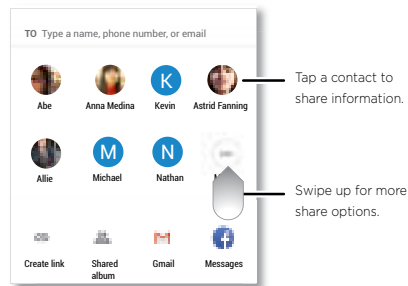 TO Type a name, phone number, or email
Abe Anna Medina Kevin Astrid Fanning
K
Tap a contact to
share information.
M N
Allie Michael Nathan
Swipe up for more
share options.
Create link Shared album Gmail Messages